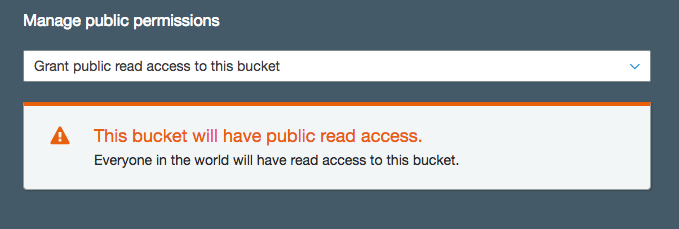 Manage public permissions
Grant public read access to this bucket
This bucket will have public read access.
Everyone in the world will have read access to this bucket.